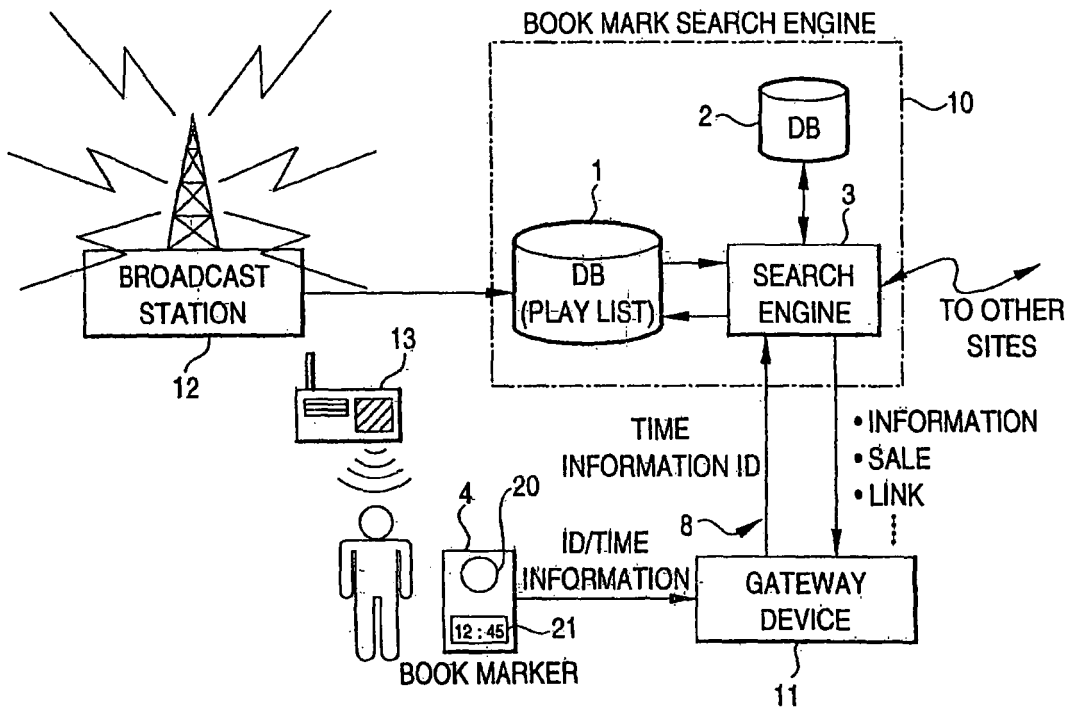 BOOK MARK SEARCH ENGINE
10
2
DB
1
3
BROADCAST
STATION
DB
(PLAY LIST)
SEARCH
ENGINE
TO OTHER
SITES
12
13
TIME
INFORMATION ID
• INFORMATION
• SALE
• LINK
8
4
20
ID/TIME
INFORMATION
GATEWAY
DEVICE
12 : 45
21
BOOK MARKER
11